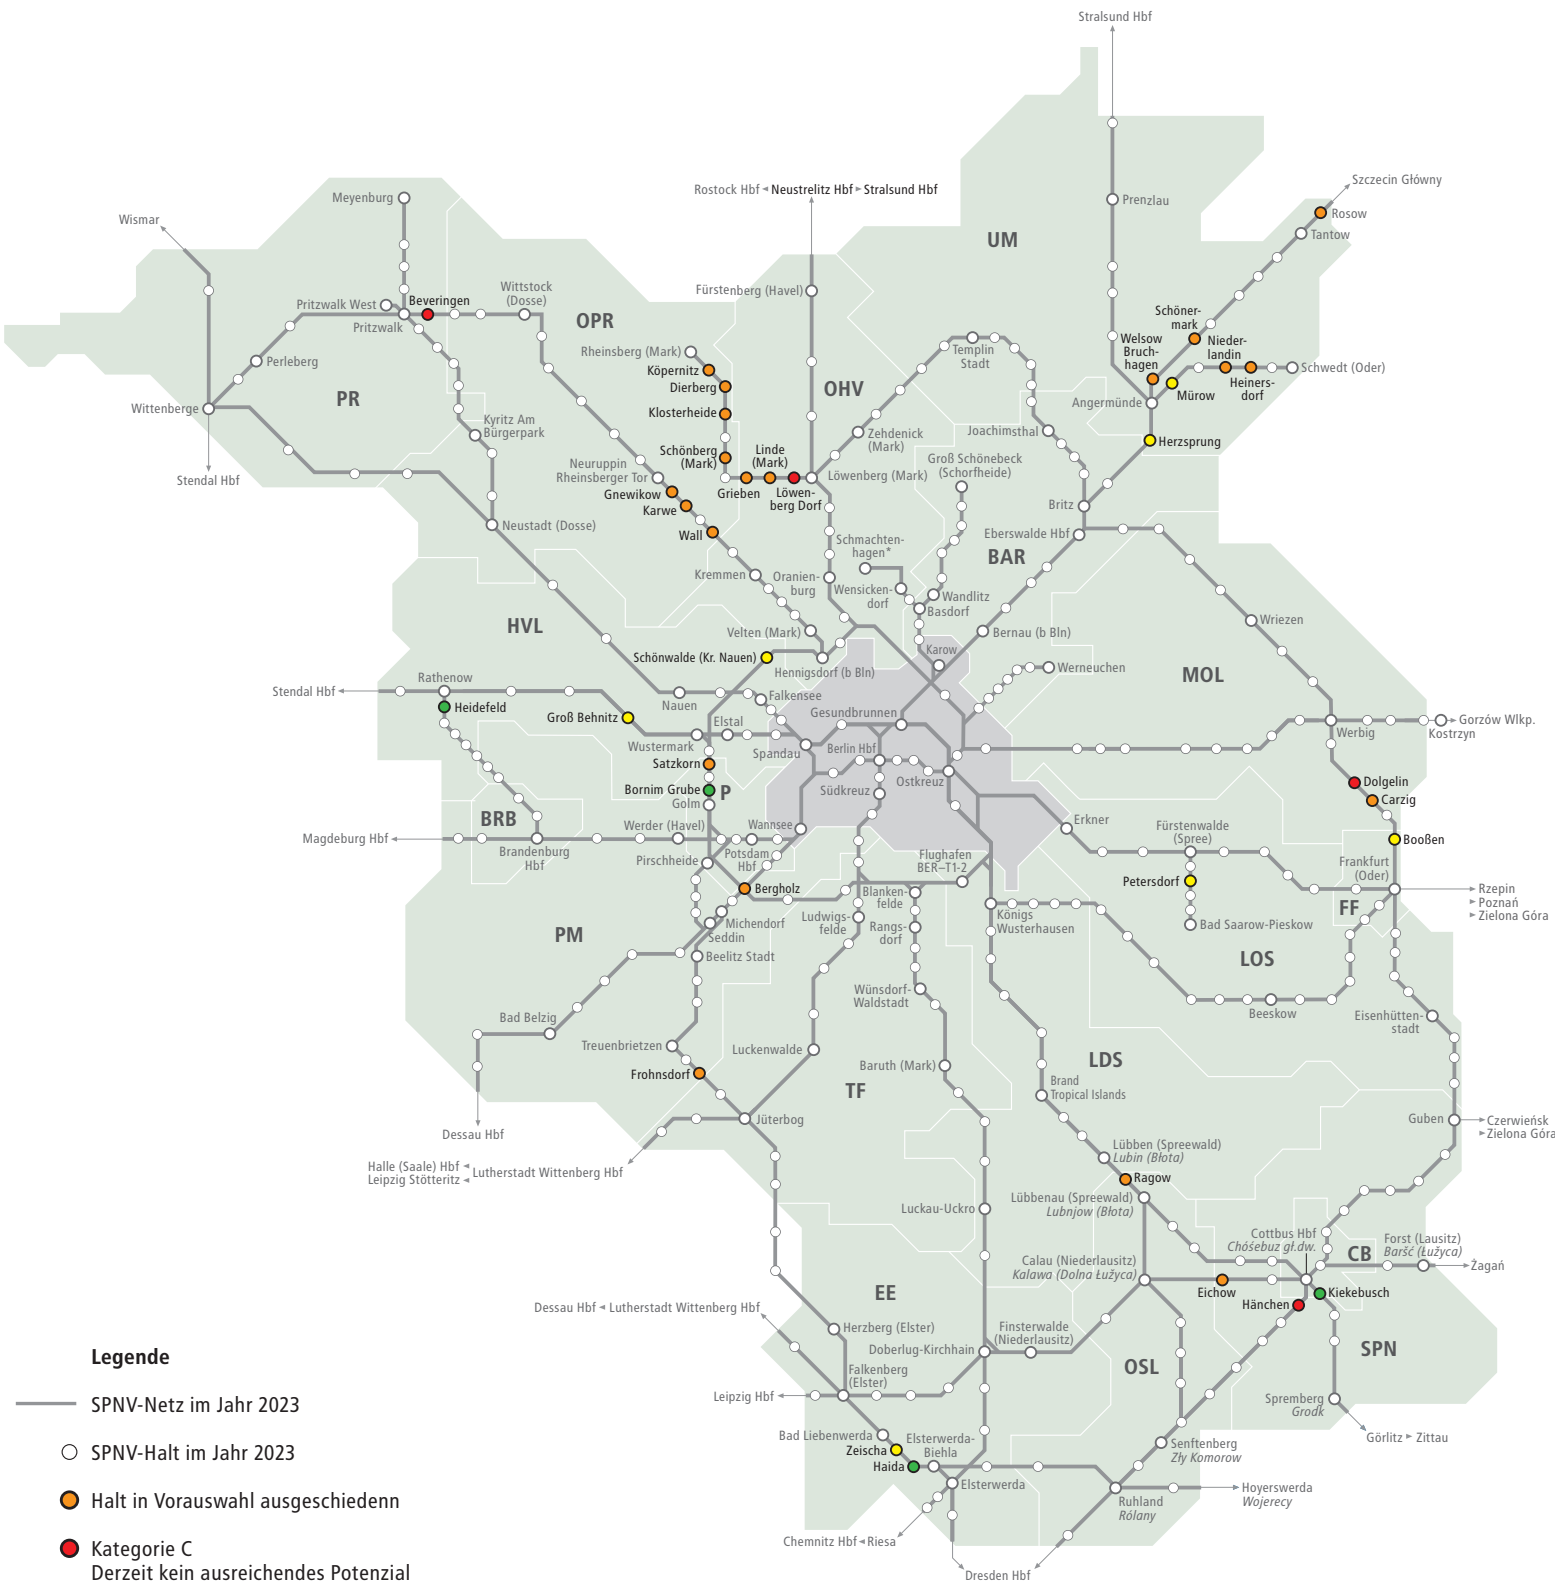 Stralsund Hbf
Szczecin Główny
Rostock Hbf ◄ Neustrelitz Hbf ► Stralsund Hbf
Meyenburg
Prenzlau
Rosow
Wismar
Tantow
UM
Fürstenberg (Havel)
Wittstock
(Dosse)
Pritzwalk West
Beveringen
Pritzwalk
OPR
Schöner-
mark
Welsow
Bruch-
hagen
Nieder-
landin
Templin
Stadt
Rheinsberg (Mark)
Köpernitz
Dierberg
Perleberg
Schwedt (Oder)
Heiners-
dorf
Mürow
OHV
PR
Angermünde
Wittenberge
Klosterheide
Kyritz Am
Bürgerpark
Zehdenick
(Mark)
Joachimsthal
Herzsprung
Schönberg
(Mark)
Linde
(Mark)
Groß Schönebeck
(Schorfheide)
Stendal Hbf
Neuruppin
Rheinsberger Tor
Löwenberg (Mark)
Grieben
Löwen-
berg Dorf
Gnewikow
Karwe
Britz
Neustadt (Dosse)
Wall
Eberswalde Hbf
Schmachten-
hagen*
BAR
Kremmen
Oranien-
burg
Wensicken-
dorf
Wandlitz
Basdorf
HVL
Velten (Mark)
Bernau (b Bln)
Wriezen
Schönwalde (Kr. Nauen)
Hennigsdorf (b Bln)
Karow
Werneuchen
MOL
Stendal Hbf
Rathenow
Heidefeld
Nauen
Falkensee
Groß Behnitz
Elstal
Gesundbrunnen
Gorzów Wlkp.
Kostrzyn
Werbig
Wustermark
Spandau
Berlin Hbf
Satzkorn
Ostkreuz
Dolgelin
Bornim Grube
P
Südkreuz
Carzig
Golm
BRB
Werder (Havel)
Wannsee
Erkner
Fürstenwalde
(Spree)
Magdeburg Hbf
Booßen
Brandenburg
Hbf
Pirschheide
Potsdam
Hbf
Flughafen
BER–T1-2
Frankfurt
(Oder)
Petersdorf
Bergholz
Blanken-
felde
Rzepin
Poznań
Zielona Góra
FF
Michendorf
Seddin
Ludwigs-
felde
Rangs-
dorf
Königs
Wusterhausen
Bad Saarow-Pieskow
PM
Beelitz Stadt
LOS
Wünsdorf-
Waldstadt
Beeskow
Eisenhütten-
stadt
Bad Belzig
Treuenbrietzen
Luckenwalde
Baruth (Mark)
LDS
Frohnsdorf
TF
Brand
Tropical Islands
Jüterbog
Guben
Czerwieńsk
Zielona Góra
Dessau Hbf
Lübben (Spreewald)
Lubin (Błota)
Halle (Saale) Hbf
Leipzig Stötteritz
Lutherstadt Wittenberg Hbf
Ragow
Luckau-Uckro
Lübbenau (Spreewald)
Lubnjow (Błota)
Cottbus Hbf
Chóśebuz gł.dw.
CB
Forst (Lausitz)
Baršć (Łužyca)
Calau (Niederlausitz)
Kalawa (Dolna Łužyca)
Żagań
EE
Eichow
Hänchen
Kiekebusch
Dessau Hbf ◄ Lutherstadt Wittenberg Hbf
Herzberg (Elster)
Finsterwalde
(Niederlausitz)
Doberlug-Kirchhain
SPN
OSL
Falkenberg
(Elster)
Leipzig Hbf
Spremberg
Grodk
Görlitz ► Zittau
Bad Liebenwerda
Zeischa
Elsterwerda-
Biehla
Haida
Senftenberg
Zły Komorow
Elsterwerda
Ruhland
Rólany
Hoyerswerda
Wojerecy
Chemnitz Hbf ◄ Riesa
Dresden Hbf
Legende
SPNV-Netz im Jahr 2023
SPNV-Halt im Jahr 2023
Halt in Vorauswahl ausgeschiedenn
Kategorie C
Derzeit kein ausreichendes Potenzial